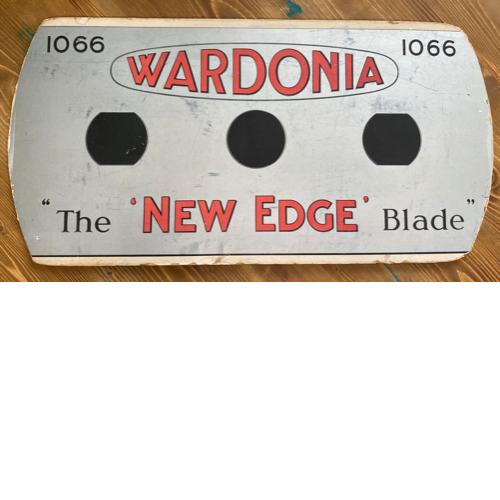 1066 WARDONIA 1066
“The ‘NEW EDGE’ Blade”